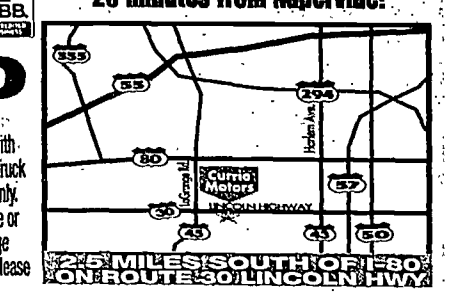 BB.
20 minutes from Naperville!
355
55
294
Harlem Ave.
ith
80
LaGrange Rd.
Currie
Motors
57
ruck
nly.
30
LINCOLN HIGHWAY
e or
45
43
50
ge
lease
2.5 MILES SOUTH OF I-80
ON ROUTE 30 LINCOLN HWY.